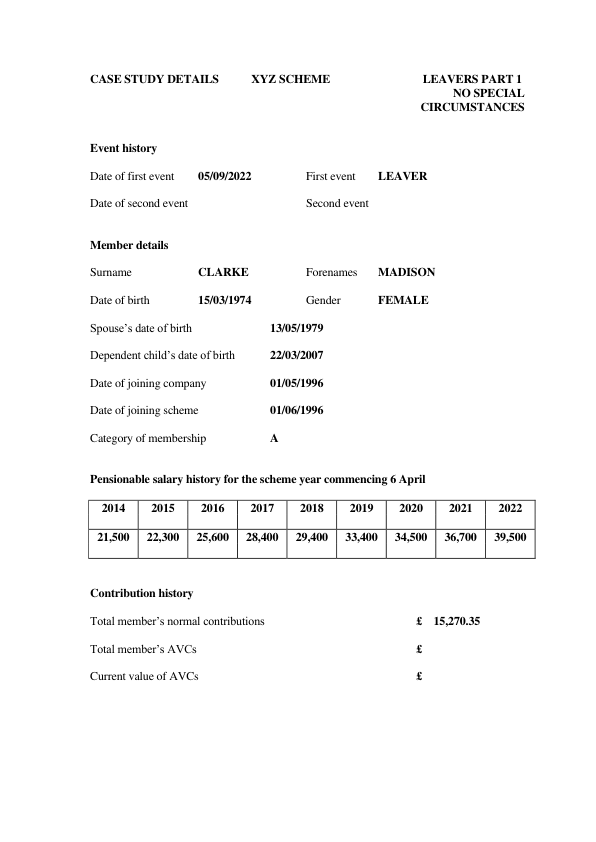 CASE STUDY DETAILS XYZ SCHEME LEAVERS PART 1
NO SPECIAL
CIRCUMSTANCES
Event history
Date of first event 05/09/2022 First event LEAVER
Date of second event Second event
Member details
Surname CLARKE Forenames MADISON
Date of birth 15/03/1974 Gender FEMALE
Spouse’s date of birth 13/05/1979
Dependent child’s date of birth 22/03/2007
Date of joining company 01/05/1996
Date of joining scheme 01/06/1996
Category of membership A
Pensionable salary history for the scheme year commencing 6 April
2014 2015 2016 2017 2018 2019 2020 2021 2022
21,500 22,300 25,600 28,400 29,400 33,400 34,500 36,700 39,500
Contribution history
Total member’s normal contributions £ 15,270.35
Total member’s AVCs £
Current value of AVCs £